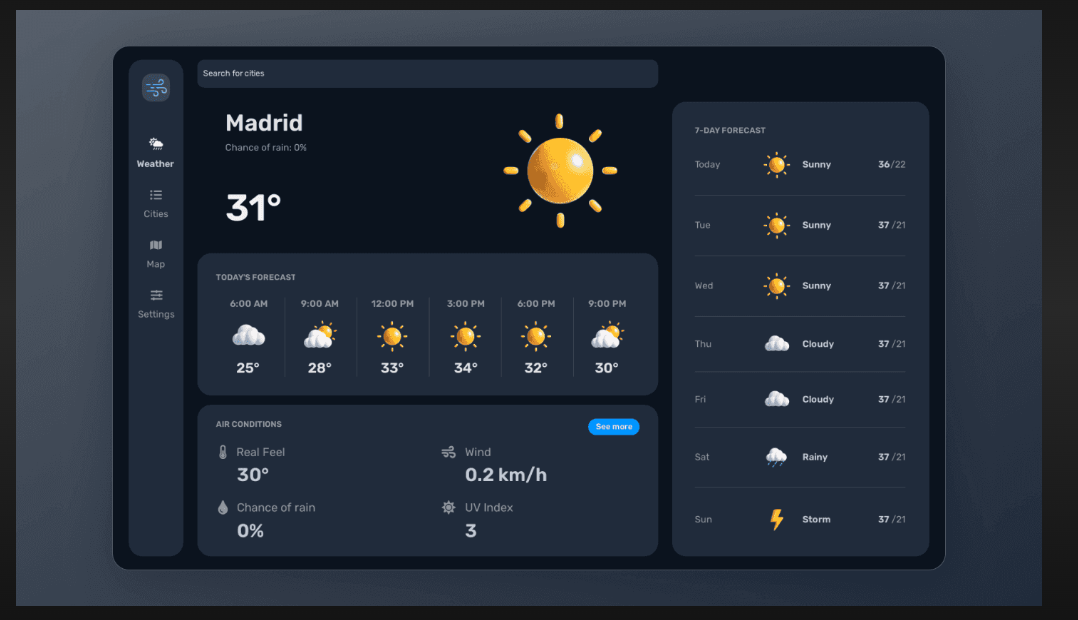 Search for cities
Weather
Cities
Map
Settings
Madrid
Chance of rain: 0%
31°
TODAY'S FORECAST
6:00 AM 9:00 AM 12:00 PM 3:00 PM 6:00 PM 9:00 PM
25° 28° 33° 34° 32° 30°
AIR CONDITIONS See more
Real Feel Wind
30° 0.2 km/h
Chance of rain UV Index
0% 3
7-DAY FORECAST
Today Sunny 36/22
Tue Sunny 37 /21
Wed Sunny 37 /21
Thu Cloudy 37 /21
Fri Cloudy 37 /21
Sat Rainy 37 /21
Sun Storm 37 /21